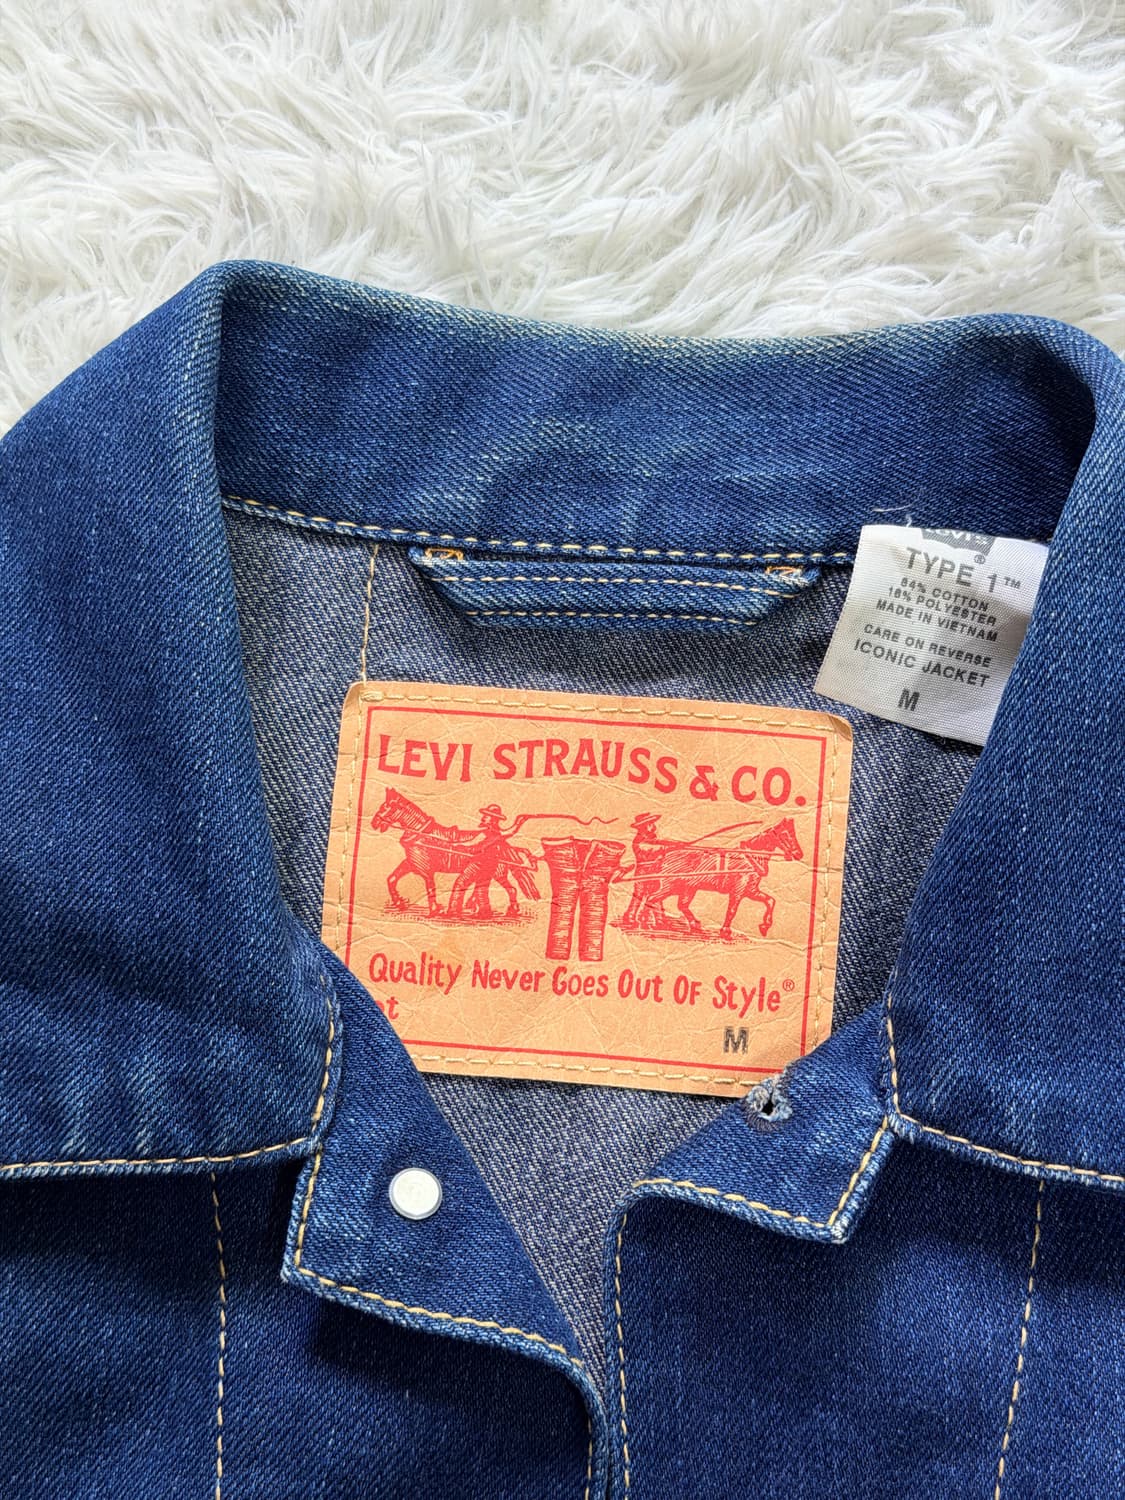 LEVI STRAUSS & CO.
Quality Never Goes Out Of Style®
M
TYPE® 1™
84% COTTON
16% POLYESTER
MADE IN VIETNAM
CARE ON REVERSE
ICONIC JACKET
M